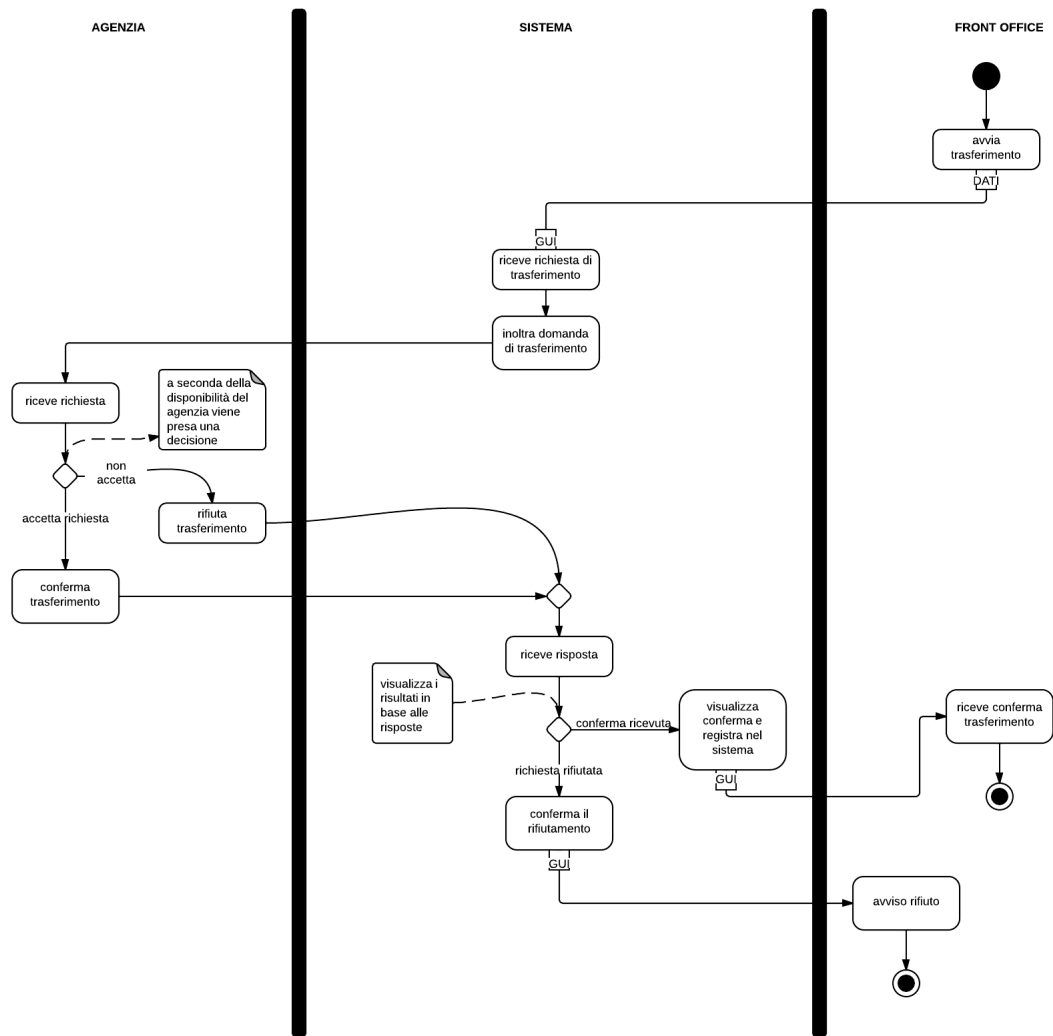 AGENZIA
SISTEMA
FRONT OFFICE
avvia
trasferimento
DATI
GUI
riceve richiesta di
trasferimento
inoltra domanda
di trasferimento
riceve richiesta
a seconda della
disponibilità del
agenzia viene
presa una
decisione
non
accetta
accetta richiesta
rifiuta
trasferimento
conferma
trasferimento
riceve risposta
visualizza i
risultati in
base alle
risposte
conferma ricevuta
visualizza
conferma e
registra nel
sistema
GUI
riceve conferma
trasferimento
richiesta rifiutata
conferma il
rifiutamento
GUI
avviso rifiuto